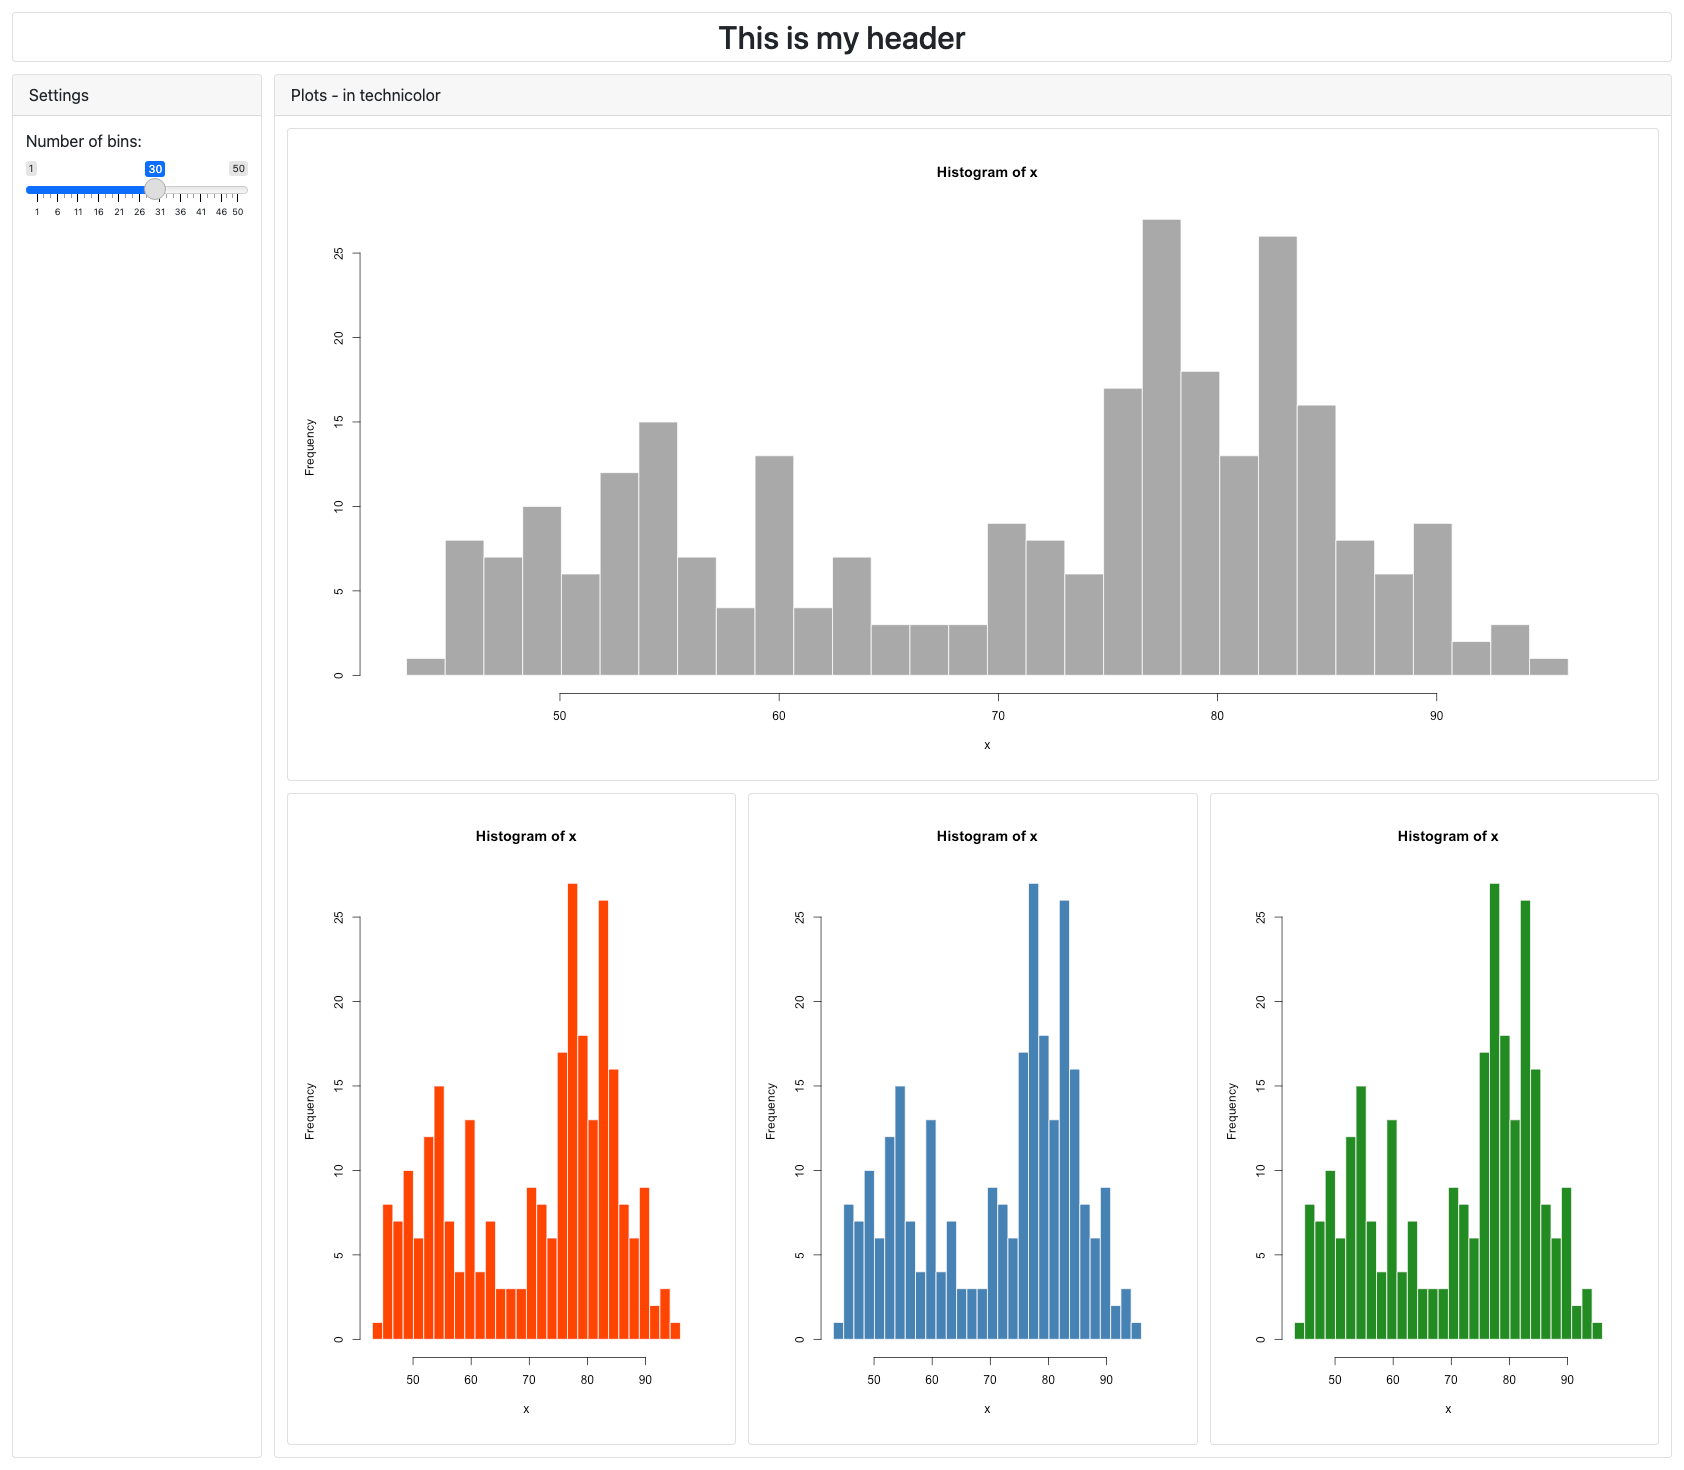 This is my header
Settings
Number of bins:
1 30 50
1 6 11 16 21 26 31 36 41 46 50
Plots - in technicolor
Histogram of x
Frequency
0 5 10 15 20 25
50 60 70 80 90
x
Histogram of x
Frequency
0 5 10 15 20 25
50 60 70 80 90
x
Histogram of x
Frequency
0 5 10 15 20 25
50 60 70 80 90
x
Histogram of x
Frequency
0 5 10 15 20 25
50 60 70 80 90
x